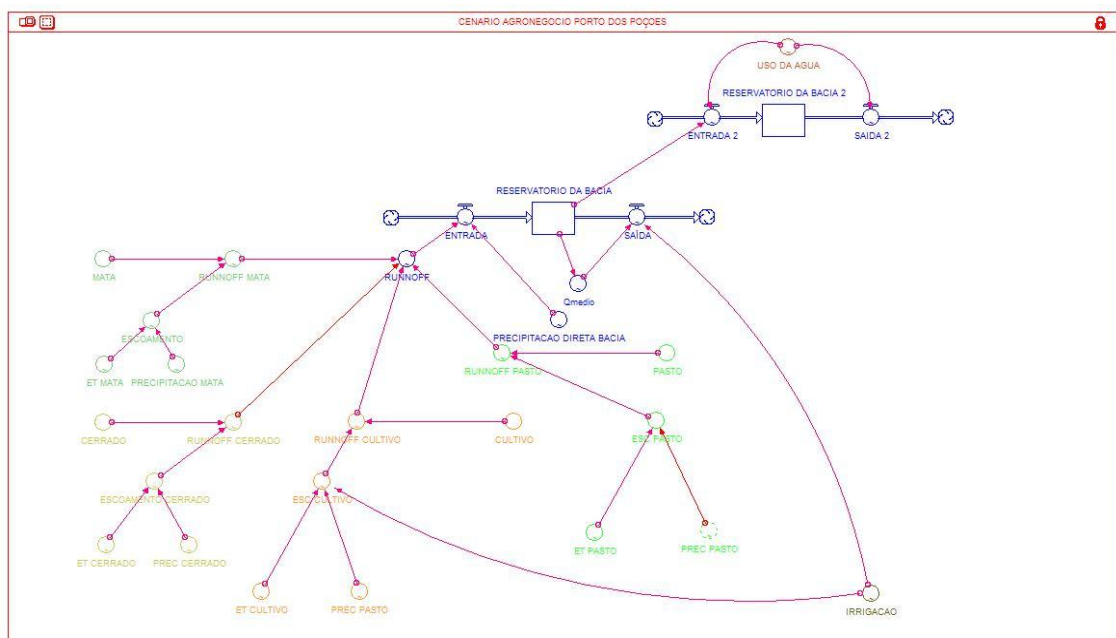 CENARIO AGRONEGOCIO PORTO DOS POÇOES
USO DA AGUA
RESERVATORIO DA BACIA 2
ENTRADA 2
SAIDA 2
RESERVATORIO DA BACIA
ENTRADA
SAÍDA
MATA
RUNNOFF MATA
RUNNOFF
Qmedio
ESCOAMENTO
PRECIPITACAO DIRETA BACIA
ET MATA
PRECIPITACAO MATA
RUNNOFF PASTO
PASTO
CERRADO
RUNNOFF CERRADO
RUNNOFF CULTIVO
CULTIVO
ESC PASTO
ESCOAMENTO CERRADO
ESC CULTIVO
ET CERRADO
PREC CERRADO
ET PASTO
PREC PASTO
ET CULTIVO
PREC PASTO
IRRIGACAO